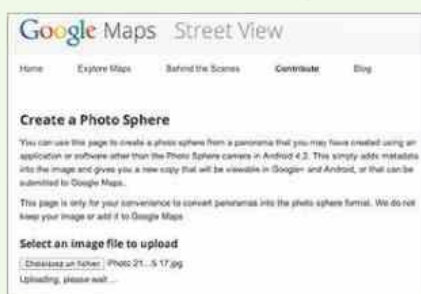 Google Maps Street View
Home Explore Maps Behind the Scenes Contribute Blog
Create a Photo Sphere
You can use this page to create a photo sphere from a panorama that you may have created using an
application or software other than the Photo Sphere camera in Android 4.2. This simply adds metadata
into the image and gives you a new copy that will be viewable in Google+ and Android, or that can be
submitted to Google Maps.
This page is only for your convenience to convert panoramas into the photo sphere format. We do not
keep your image or add it to Google Maps
Select an image file to upload
Choisissez un fichier Photo 21...5 17.jpg
Uploading, please wait ...